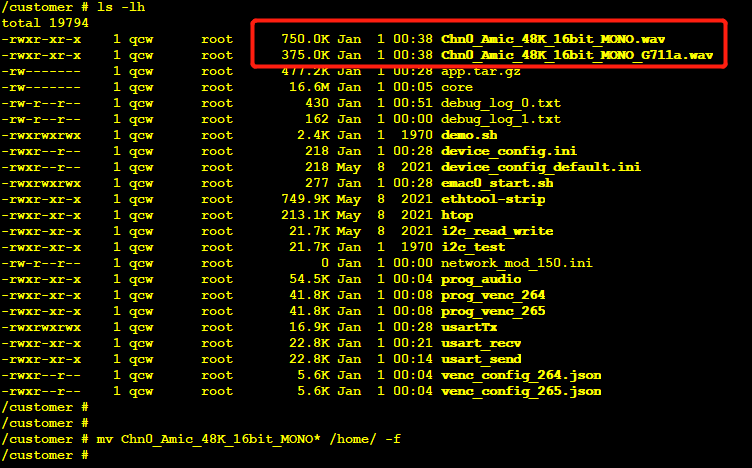 /customer # ls -lh
total 19794
-rwxr-xr-x 1 qcw root 750.0K Jan 1 00:38 Chn0_Amic_48K_16bit_MONO.wav
-rwxr-xr-x 1 qcw root 375.0K Jan 1 00:38 Chn0_Amic_48K_16bit_MONO_G711a.wav
-rw------- 1 qcw root 477.2K Jan 1 00:28 app.tar.gz
-rw------- 1 qcw root 16.6M Jan 1 00:05 core
-rw-r--r-- 1 qcw root 430 Jan 1 00:51 debug_log_0.txt
-rw-r--r-- 1 qcw root 162 Jan 1 00:00 debug_log_1.txt
-rwxrwxrwx 1 qcw root 2.4K Jan 1 1970 demo.sh
-rwxr--r-- 1 qcw root 218 Jan 1 00:28 device_config.ini
-rwxr--r-- 1 qcw root 218 May 8 2021 device_config_default.ini
-rwxrwxrwx 1 qcw root 277 Jan 1 00:28 emac0_start.sh
-rwxr-xr-x 1 qcw root 749.9K May 8 2021 ethtool-strip
-rwxr-xr-x 1 qcw root 213.1K May 8 2021 htop
-rwxr-xr-x 1 qcw root 21.7K May 8 2021 i2c_read_write
-rwxr-xr-x 1 qcw root 21.7K Jan 1 1970 i2c_test
-rw-r--r-- 1 qcw root 0 Jan 1 00:00 network_mod_150.ini
-rwxr-xr-x 1 qcw root 54.5K Jan 1 00:04 prog_audio
-rwxr-xr-x 1 qcw root 41.8K Jan 1 00:08 prog_venc_264
-rwxr-xr-x 1 qcw root 41.8K Jan 1 00:08 prog_venc_265
-rwxrwxrwx 1 qcw root 16.9K Jan 1 00:28 usartTx
-rwxr-xr-x 1 qcw root 22.8K Jan 1 00:21 usart_recv
-rwxr-xr-x 1 qcw root 22.8K Jan 1 00:14 usart_send
-rwxr--r-- 1 qcw root 5.6K Jan 1 00:04 venc_config_264.json
-rwxr--r-- 1 qcw root 5.6K Jan 1 00:04 venc_config_265.json
/customer #
/customer #
/customer # mv Chn0_Amic_48K_16bit_MONO* /home/ -f
/customer #